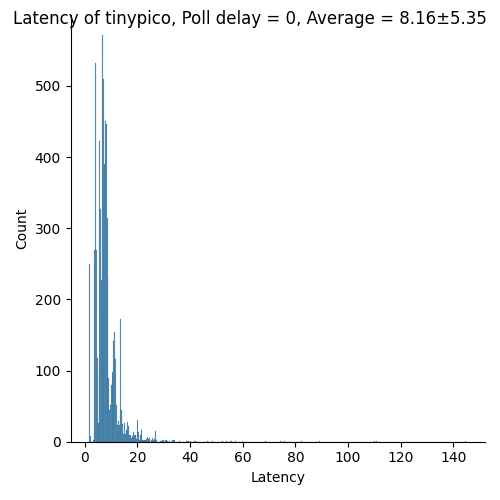 Latency of tinypico, Poll delay = 0, Average = 8.16±5.35
500
400
300
200
100
0
Count
0 20 40 60 80 100 120 140
Latency